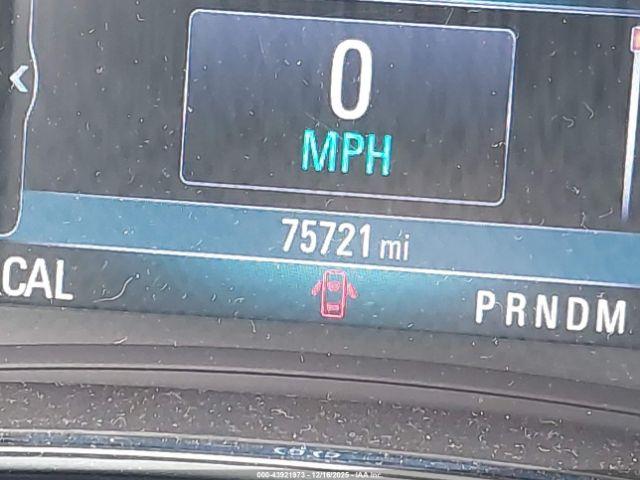 0
MPH
75721 mi
CAL
PRNDM
000-43921973 - 12/16/2025 - IAA Inc.